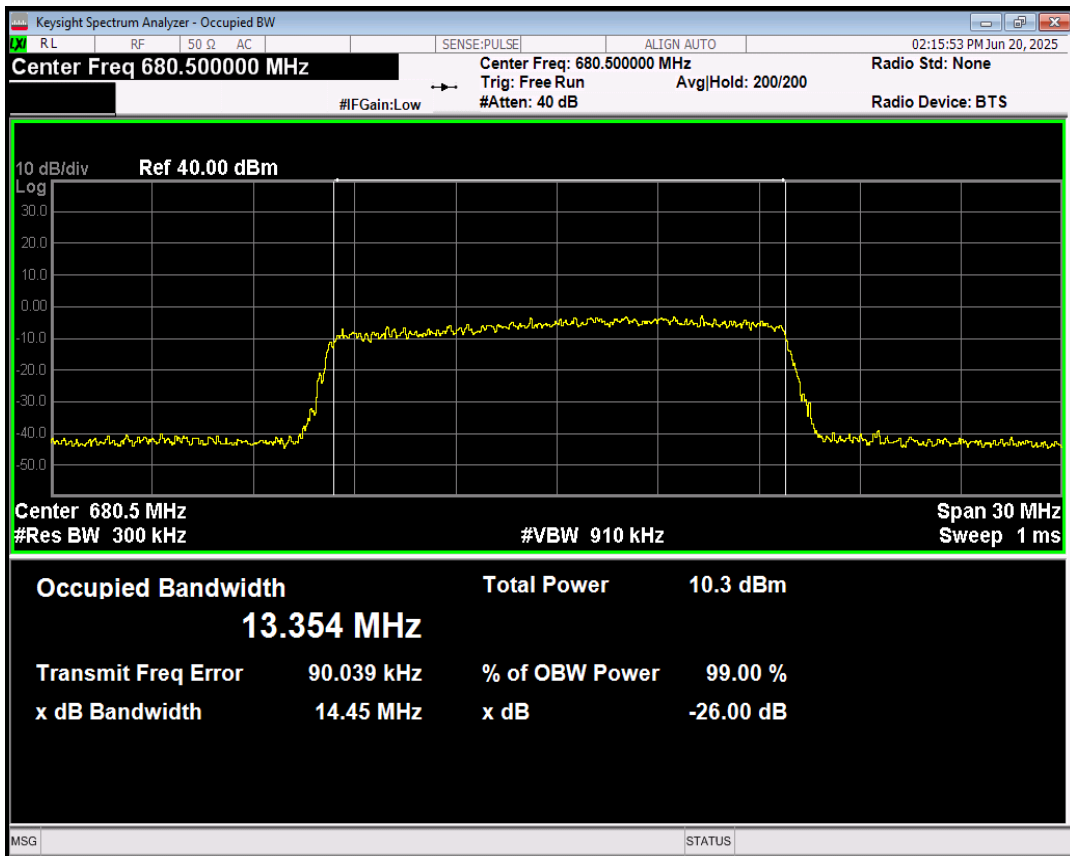 Keysight Spectrum Analyzer - Occupied BW
LXI RL RF 50 Ω AC SENSE:PULSE ALIGN AUTO 02:15:53 PM Jun 20, 2025
Center Freq 680.500000 MHz Center Freq: 680.500000 MHz Radio Std: None
Trig: Free Run Avg|Hold: 200/200
#IFGain:Low #Atten: 40 dB Radio Device: BTS
10 dB/div Ref 40.00 dBm
Log
30.0
20.0
10.0
0.00
-10.0
-20.0
-30.0
-40.0
-50.0
Center 680.5 MHz Span 30 MHz
#Res BW 300 kHz #VBW 910 kHz Sweep 1 ms
Occupied Bandwidth Total Power 10.3 dBm
13.354 MHz
Transmit Freq Error 90.039 kHz % of OBW Power 99.00 %
x dB Bandwidth 14.45 MHz x dB -26.00 dB
MSG STATUS